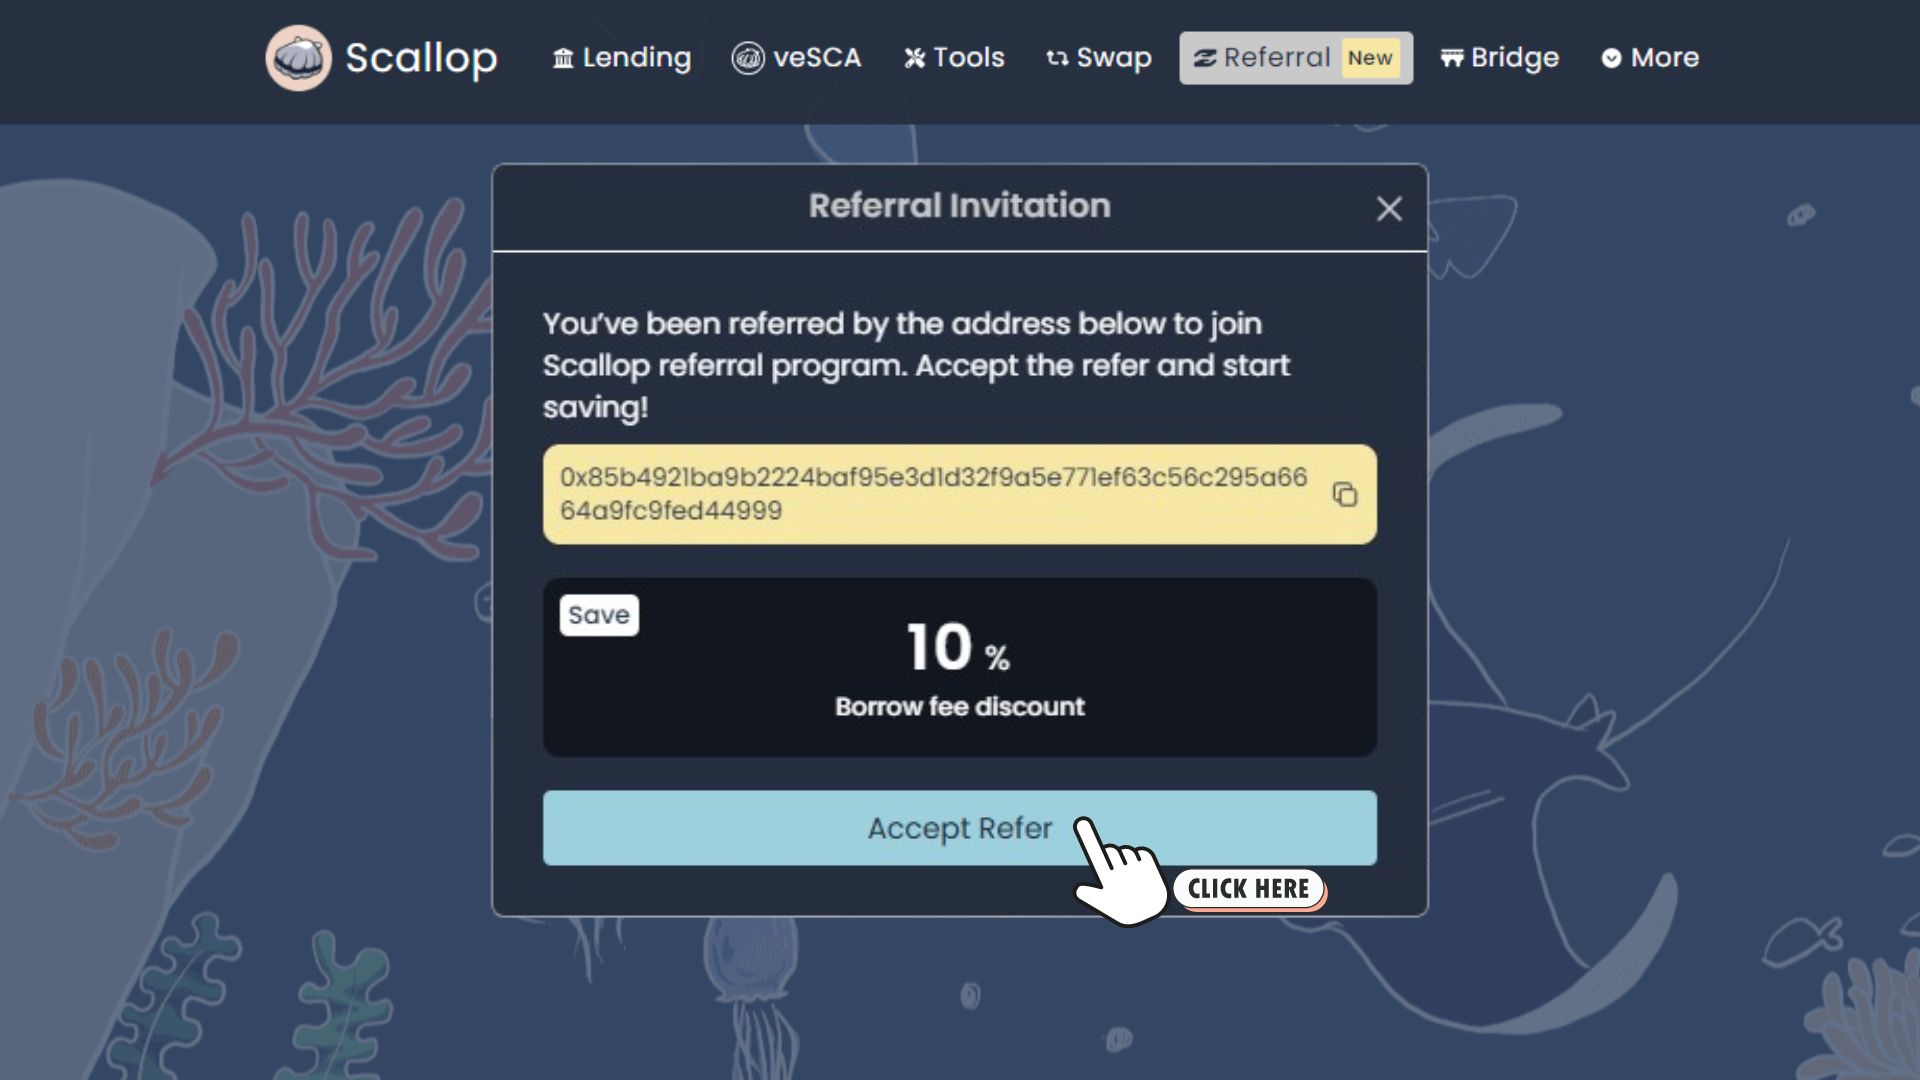 Scallop
Lending
veSCA
Tools
Swap
Referral New
Bridge
More
Referral Invitation
You've been referred by the address below to join
Scallop referral program. Accept the refer and start
saving!
0x85b4921ba9b2224baf95e3d1d32f9a5e771ef63c56c295a66
64a9fc9fed44999
Save
10 %
Borrow fee discount
Accept Refer
CLICK HERE